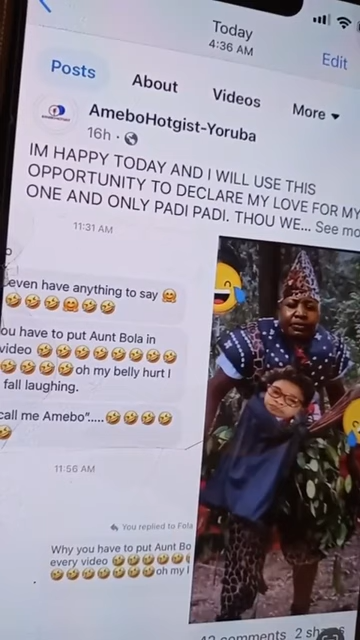 Today
4:36 AM
Edit
Posts
About
Videos
More
AmeboHotgist-Yoruba
16h
IM HAPPY TODAY AND I WILL USE THIS
OPPORTUNITY TO DECLARE MY LOVE FOR MY
ONE AND ONLY PADI PADI. THOU WE... See mo
11:31 AM
even have anything to say 🤗
🤣🤣🤣🤗🤣🤣
ou have to put Aunt Bola in
video 🤣🤣🤣🤣🤣🤣🤣🤣
🤣🤣🤣🤣oh my belly hurt I
fall laughing.
call me Amebo".....🤣🤣🤣🤣
🤣
11:56 AM
You replied to Fola
Why you have to put Aunt Bo
every video 🤣🤣🤣🤣🤣
🤣🤣🤣🤣🤣🤣🤣oh my l
comments